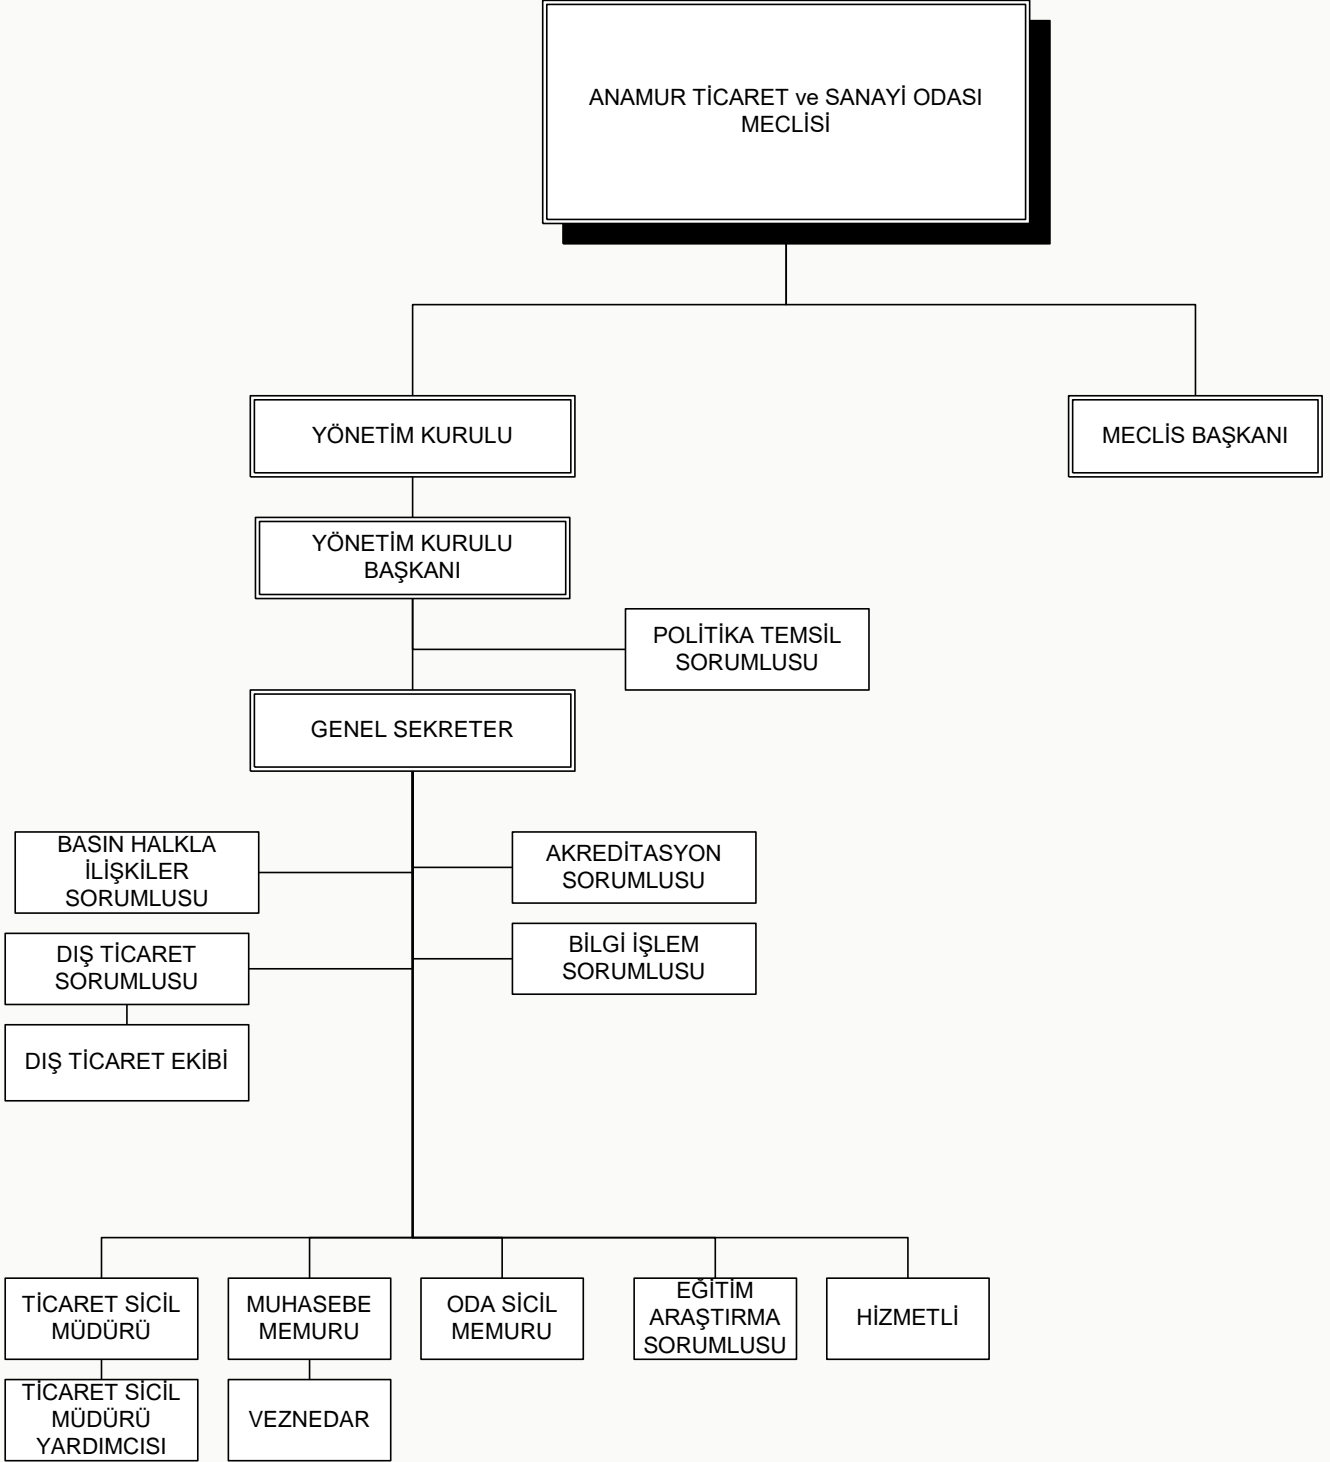 ANAMUR TİCARET ve SANAYİ ODASI
MECLİSİ
YÖNETİM KURULU
MECLİS BAŞKANI
YÖNETİM KURULU
BAŞKANI
POLİTİKA TEMSİL
SORUMLUSU
GENEL SEKRETER
BASIN HALKLA
İLİŞKİLER
SORUMLUSU
AKREDİTASYON
SORUMLUSU
DIŞ TİCARET
SORUMLUSU
BİLGİ İŞLEM
SORUMLUSU
DIŞ TİCARET EKİBİ
TİCARET SİCİL
MÜDÜRÜ
MUHASEBE
MEMURU
ODA SİCİL
MEMURU
EĞİTİM
ARAŞTIRMA
SORUMLUSU
HİZMETLİ
TİCARET SİCİL
MÜDÜRÜ
YARDIMCISI
VEZNEDAR